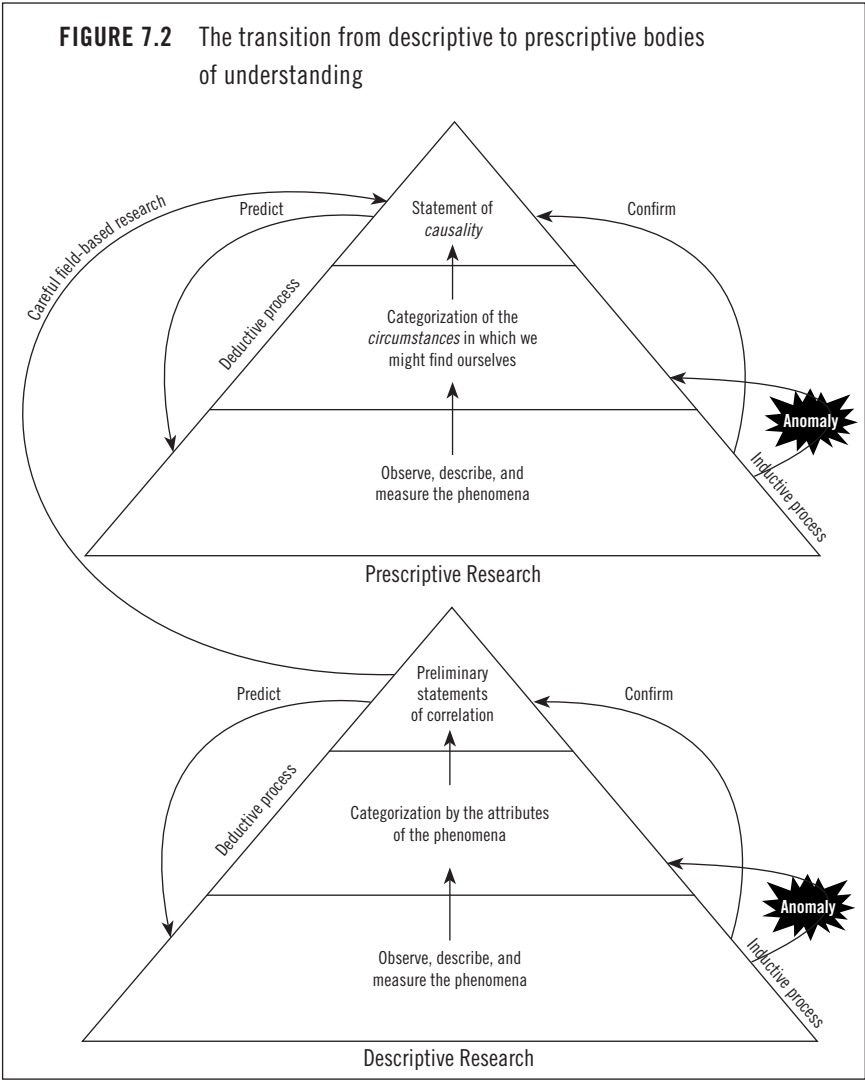 FIGURE 7.2 The transition from descriptive to prescriptive bodies
of understanding
Careful field-based research
Predict
Statement of
causality
Confirm
Deductive process
Categorization of the
circumstances in which we
might find ourselves
Anomaly
Observe, describe, and
measure the phenomena
Inductive process
Prescriptive Research
Predict
Preliminary
statements
of correlation
Confirm
Deductive process
Categorization by the attributes
of the phenomena
Anomaly
Observe, describe, and
measure the phenomena
Inductive process
Descriptive Research